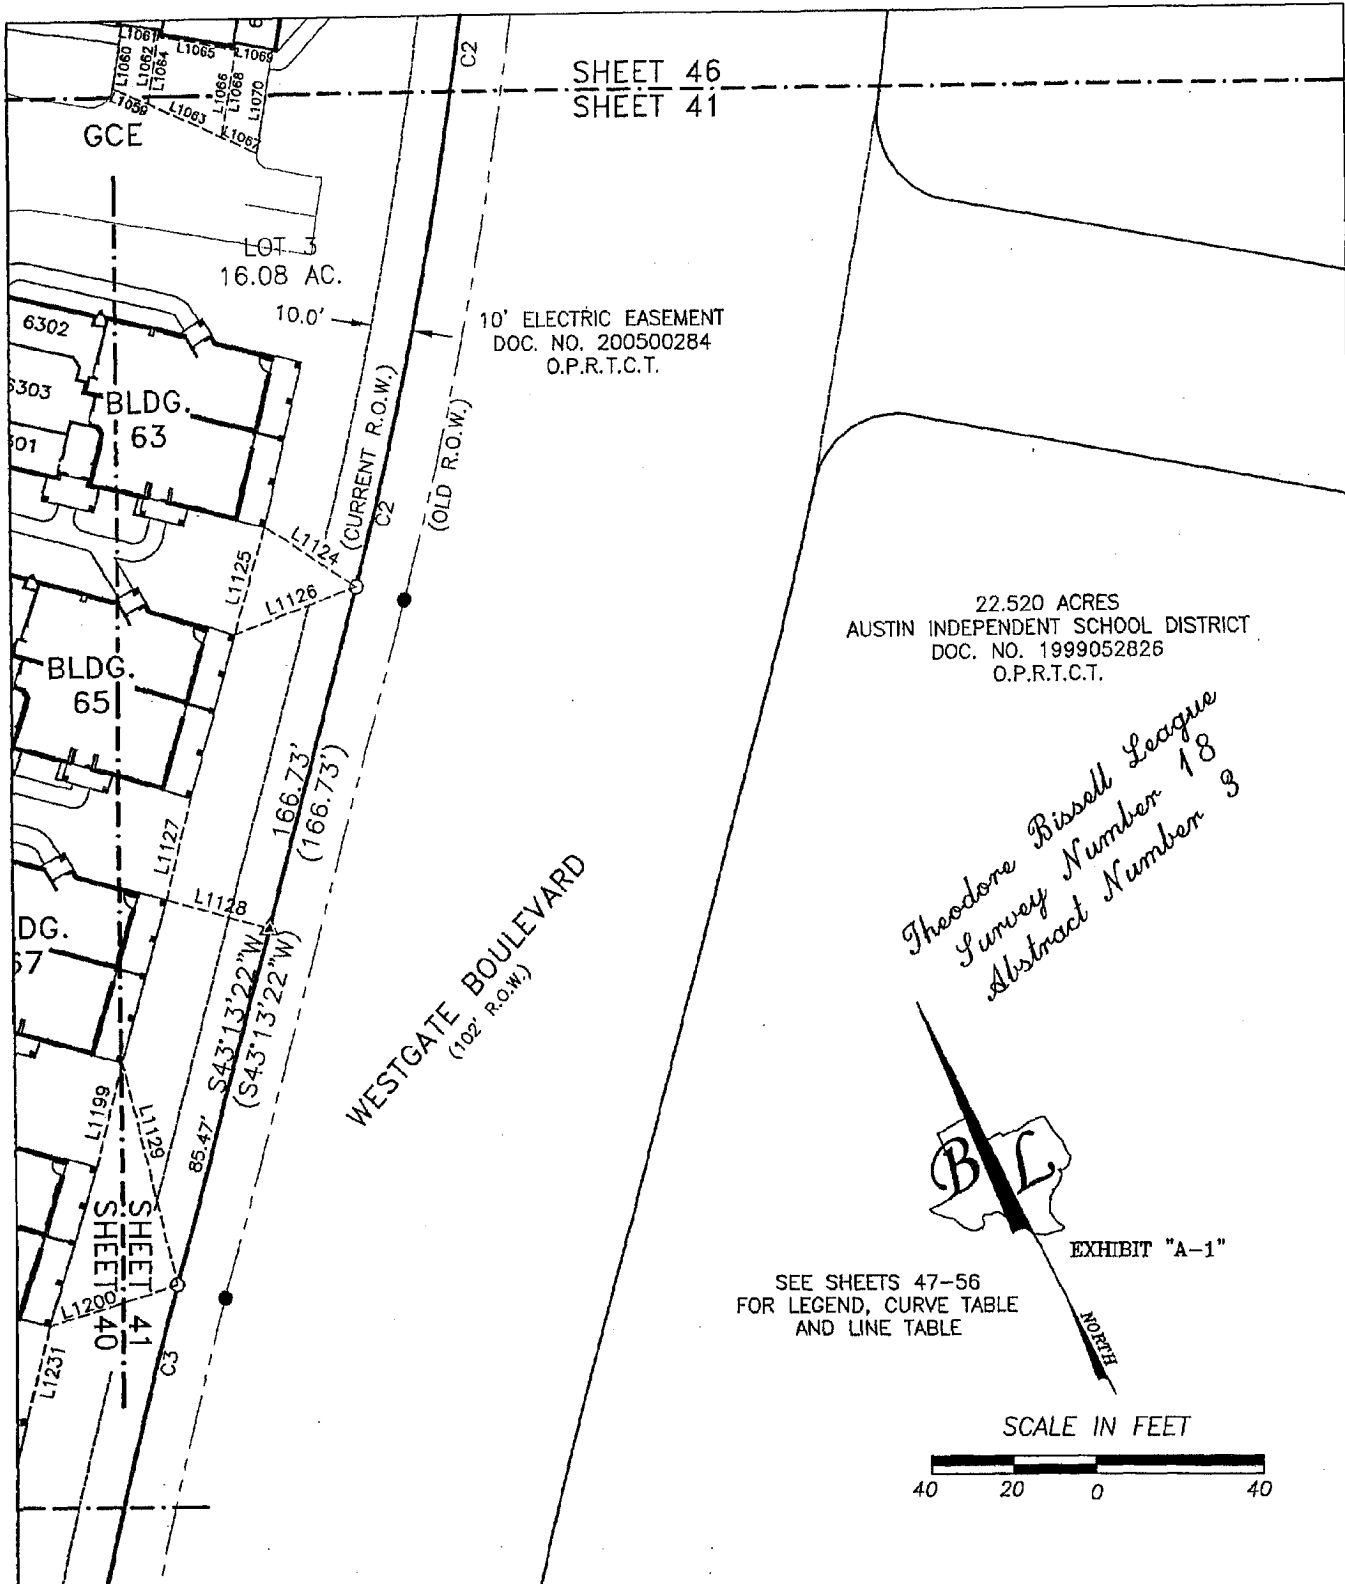 L1061
L1065
L1069
L1060
L1062
L1064
L1066
L1068
L1070
L1059
L1063
L1067
C2
SHEET 46
SHEET 41
GCE
LOT 3
16.08 AC.
10.0'
10' ELECTRIC EASEMENT
DOC. NO. 200500284
O.P.R.T.C.T.
6302
6303
BLDG.
63
(CURRENT R.O.W.)
C2
(OLD R.O.W.)
L1124
L1125
L1126
BLDG.
65
22.520 ACRES
AUSTIN INDEPENDENT SCHOOL DISTRICT
DOC. NO. 1999052826
O.P.R.T.C.T.
Theodore Bissell League
Survey Number 18
Abstract Number 3
166.73'
(166.73')
L1127
L1128
DG.
67
S43°13'22"W
(S43°13'22"W)
85.47'
WESTGATE BOULEVARD
(102' R.O.W.)
L1199
L1129
SHEET 41
SHEET 40
L1200
L1231
C3
B L
EXHIBIT "A-1"
SEE SHEETS 47-56
FOR LEGEND, CURVE TABLE
AND LINE TABLE
NORTH
SCALE IN FEET
40 20 0 40